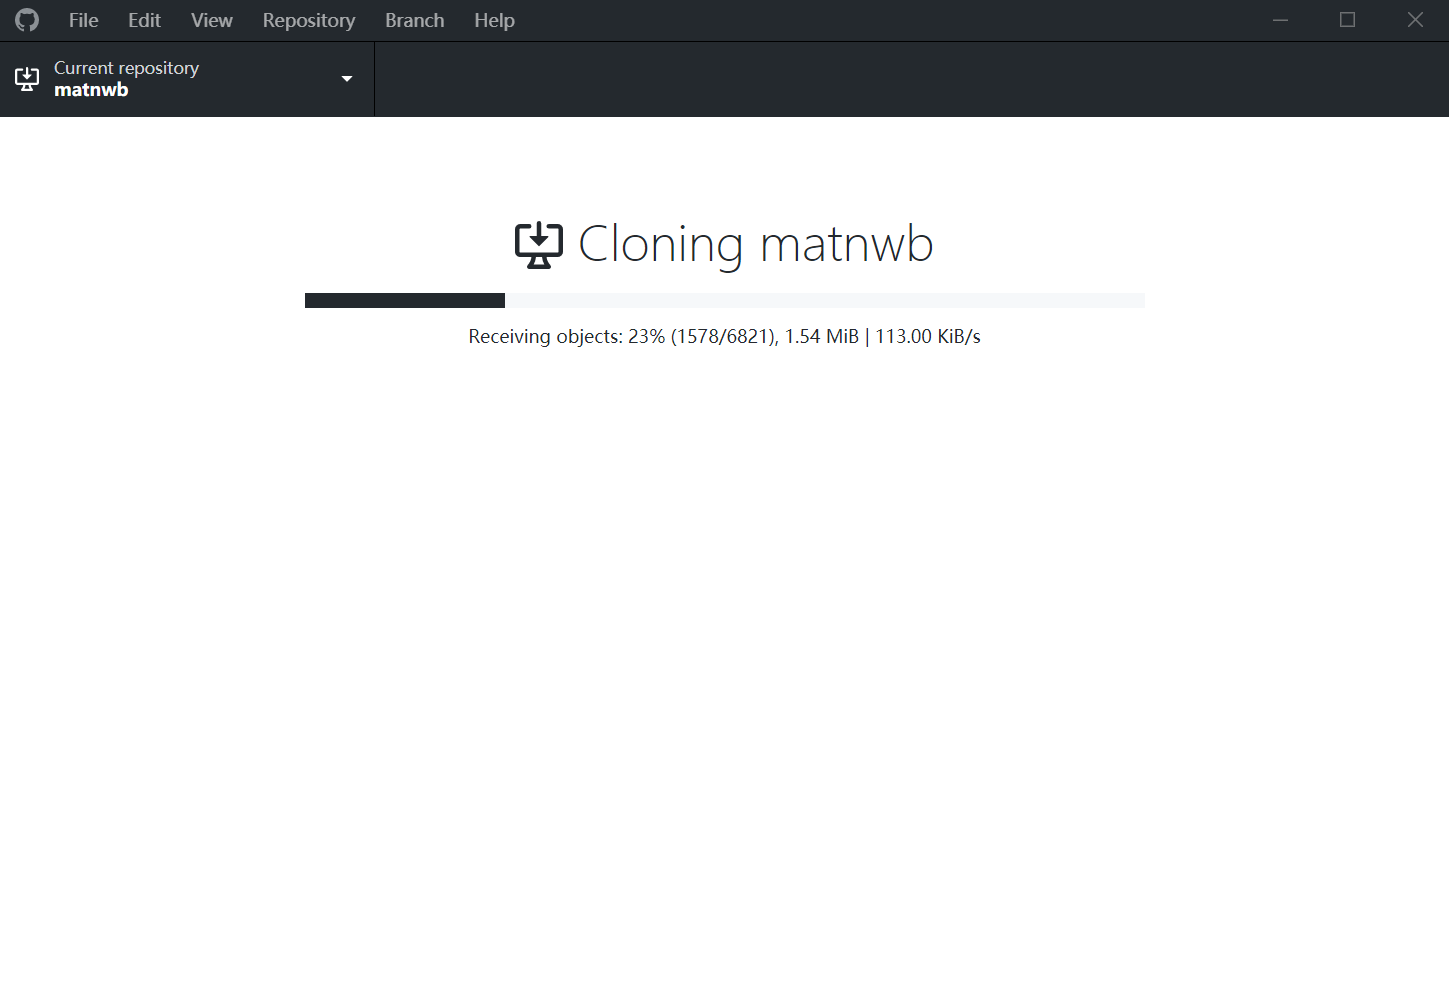 File Edit View Repository Branch Help
Current repository
matnwb
Cloning matnwb
Receiving objects: 23% (1578/6821), 1.54 MiB | 113.00 KiB/s